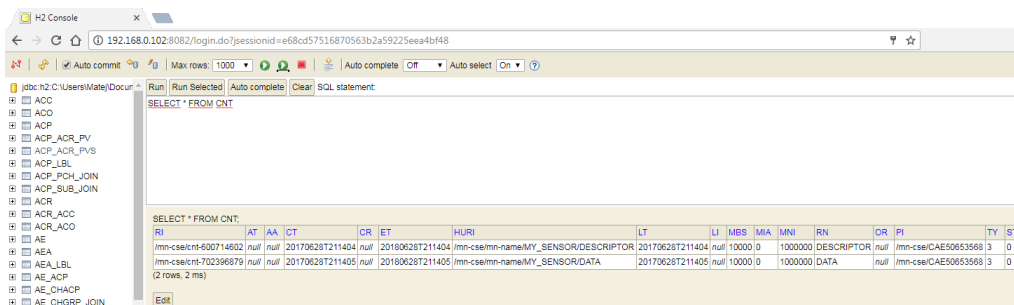 H2 Console
192.168.0.102:8082/login.do?jsessionid=e68cd57516870563b2a59225eea4bf48
Auto commit Max rows: 1000 Auto complete Off Auto select On
jdbc:h2:C:\Users\Matej\Docun Run Run Selected Auto complete Clear SQL statement:
SELECT * FROM CNT
ACC
ACO
ACP
ACP_ACR_PV
ACP_ACR_PVS
ACP_LBL
ACP_PCH_JOIN
ACP_SUB_JOIN
ACR
ACR_ACC
ACR_ACO
AE
AEA
AEA_LBL
AE_ACP
AE_CHACP
AE_CHGRP_JOIN
SELECT * FROM CNT;
RI AT AA CT CR ET HURI LT LI MBS MIA MNI RN OR PI TY ST
/mn-cse/cnt-600714602 null null 20170628T211404 null 20180628T211404 /mn-cse/mn-name/MY_SENSOR/DESCRIPTOR 20170628T211404 null 10000 0 1000000 DESCRIPTOR null /mn-cse/CAE50653568 3 0
/mn-cse/cnt-702396879 null null 20170628T211405 null 20180628T211405 /mn-cse/mn-name/MY_SENSOR/DATA 20170628T211405 null 10000 0 1000000 DATA null /mn-cse/CAE50653568 3 0
(2 rows, 2 ms)
Edit